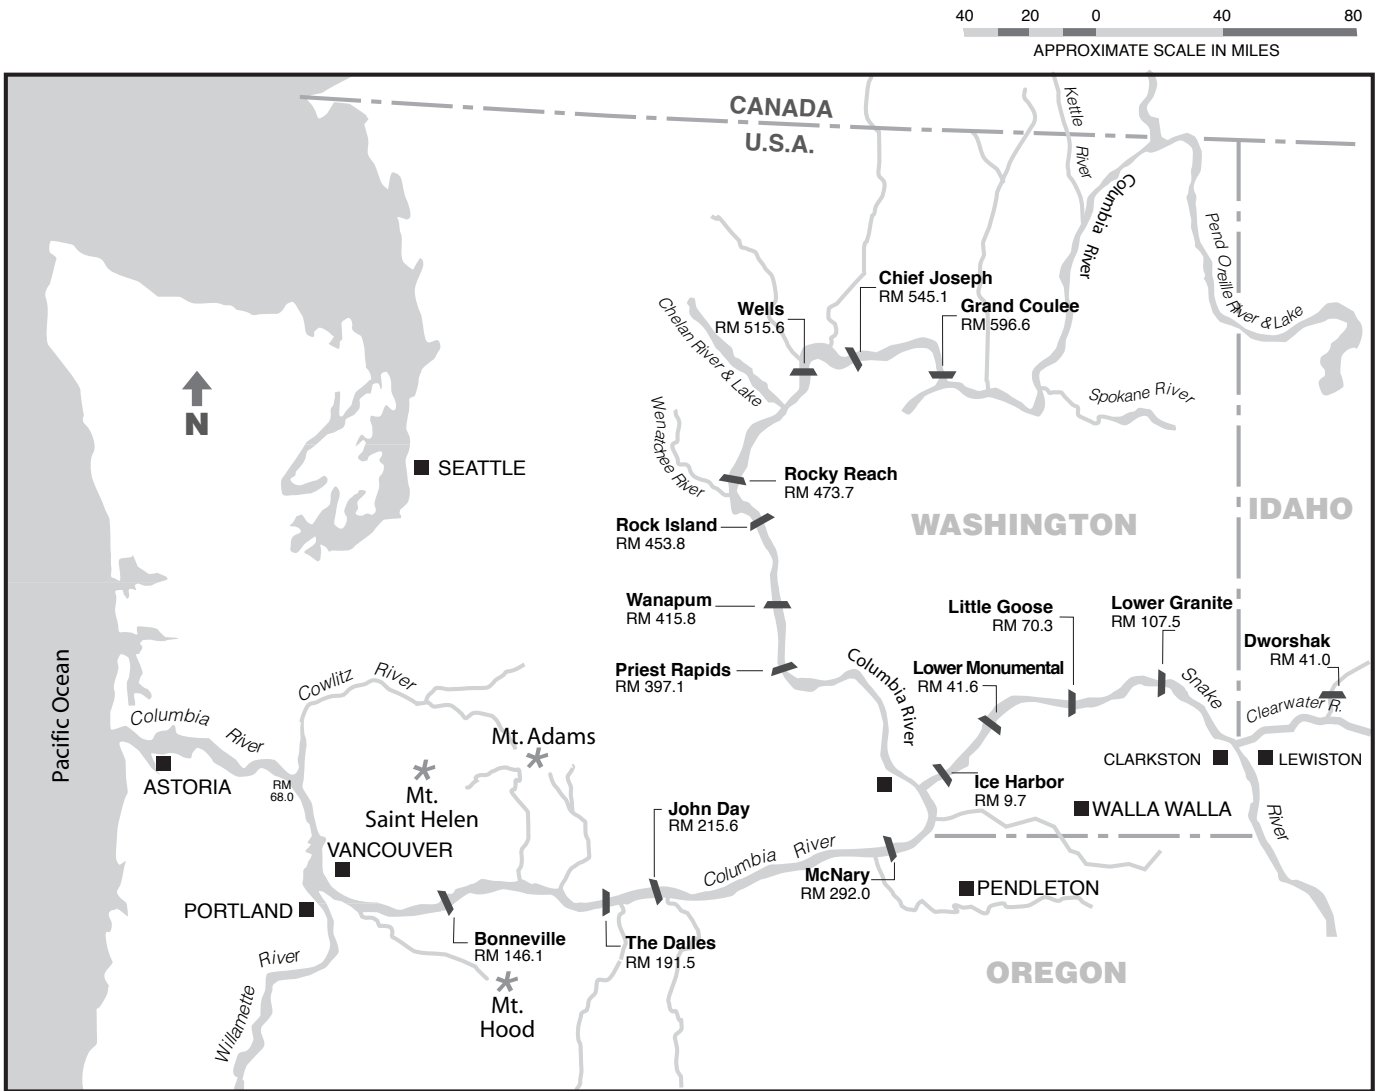 40 20 0 40 80
APPROXIMATE SCALE IN MILES
CANADA
U.S.A.
Kettle River
Columbia River
Pend Oreille River & Lake
Chief Joseph
RM 545.1
Wells
RM 515.6
Grand Coulee
RM 596.6
Chelan River & Lake
Spokane River
N
Wenatchee River
SEATTLE
Rocky Reach
RM 473.7
Rock Island
RM 453.8
WASHINGTON
IDAHO
Wanapum
RM 415.8
Little Goose
RM 70.3
Lower Granite
RM 107.5
Dworshak
RM 41.0
Pacific Ocean
Priest Rapids
RM 397.1
Columbia River
Lower Monumental
RM 41.6
Snake
River
Clearwater R.
Cowlitz River
Columbia River
Mt. Adams
ASTORIA
RM
68.0
Mt.
Saint Helen
CLARKSTON
LEWISTON
Ice Harbor
RM 9.7
WALLA WALLA
John Day
RM 215.6
VANCOUVER
Columbia River
McNary
RM 292.0
PENDLETON
PORTLAND
Bonneville
RM 146.1
The Dalles
RM 191.5
Willamette River
Mt.
Hood
OREGON